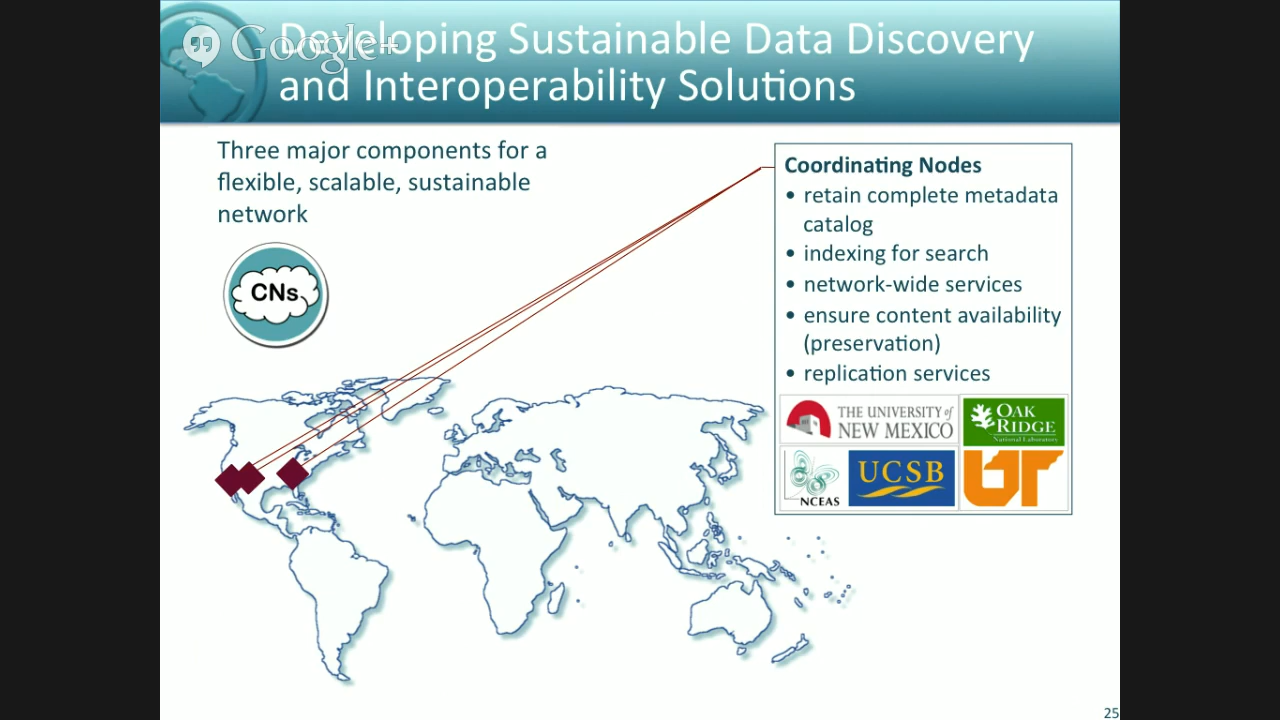 Google+
Developing Sustainable Data Discovery
and Interoperability Solutions
Three major components for a
flexible, scalable, sustainable
network
CNs
Coordinating Nodes
• retain complete metadata
catalog
• indexing for search
• network-wide services
• ensure content availability
(preservation)
• replication services
THE UNIVERSITY of
NEW MEXICO
OAK
RIDGE
National Laboratory
NCEAS
UCSB
UT
25